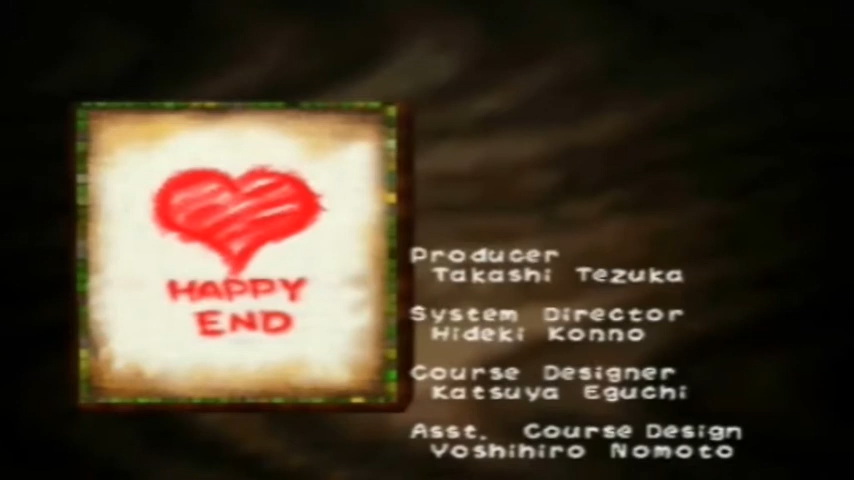 HAPPY
END
Producer
Takashi Tezuka
System Director
Hideki Konno
Course Designer
Katsuya Eguchi
Asst. Course Design
Yoshihiro Nomoto